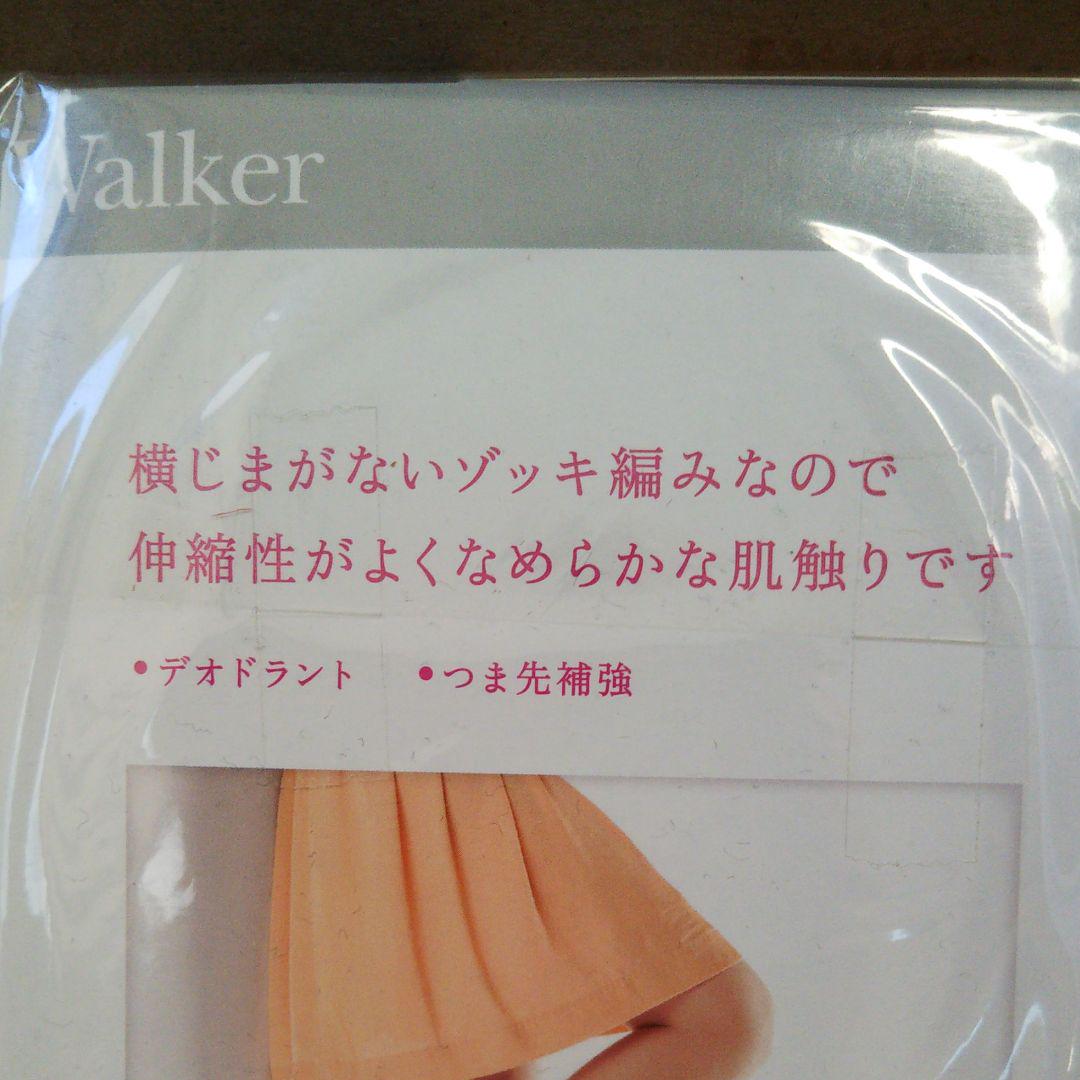 Walker
横じまがないゾッキ編みなので
伸縮性がよくなめらかな肌触りです
•デオドラント •つま先補強